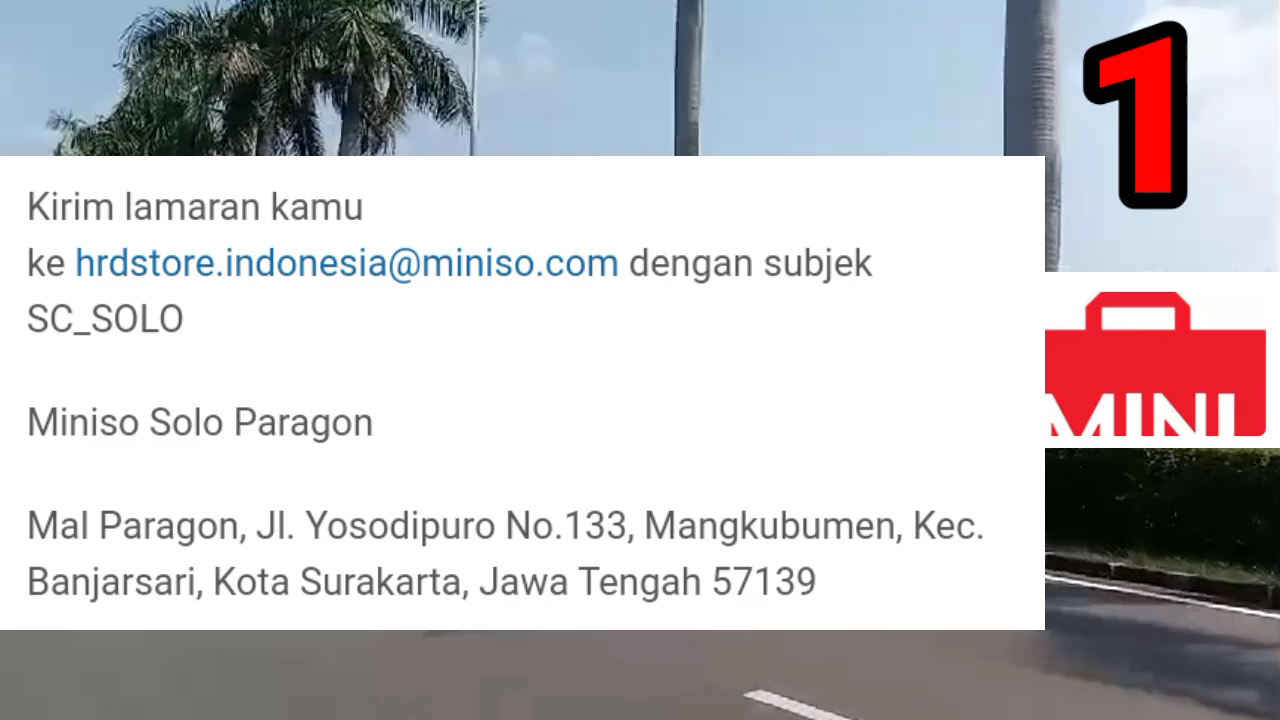 1
Kirim lamaran kamu
ke hrdstore.indonesia@miniso.com dengan subjek
SC_SOLO
MINI
Miniso Solo Paragon
Mal Paragon, Jl. Yosodipuro No.133, Mangkubumen, Kec.
Banjarsari, Kota Surakarta, Jawa Tengah 57139